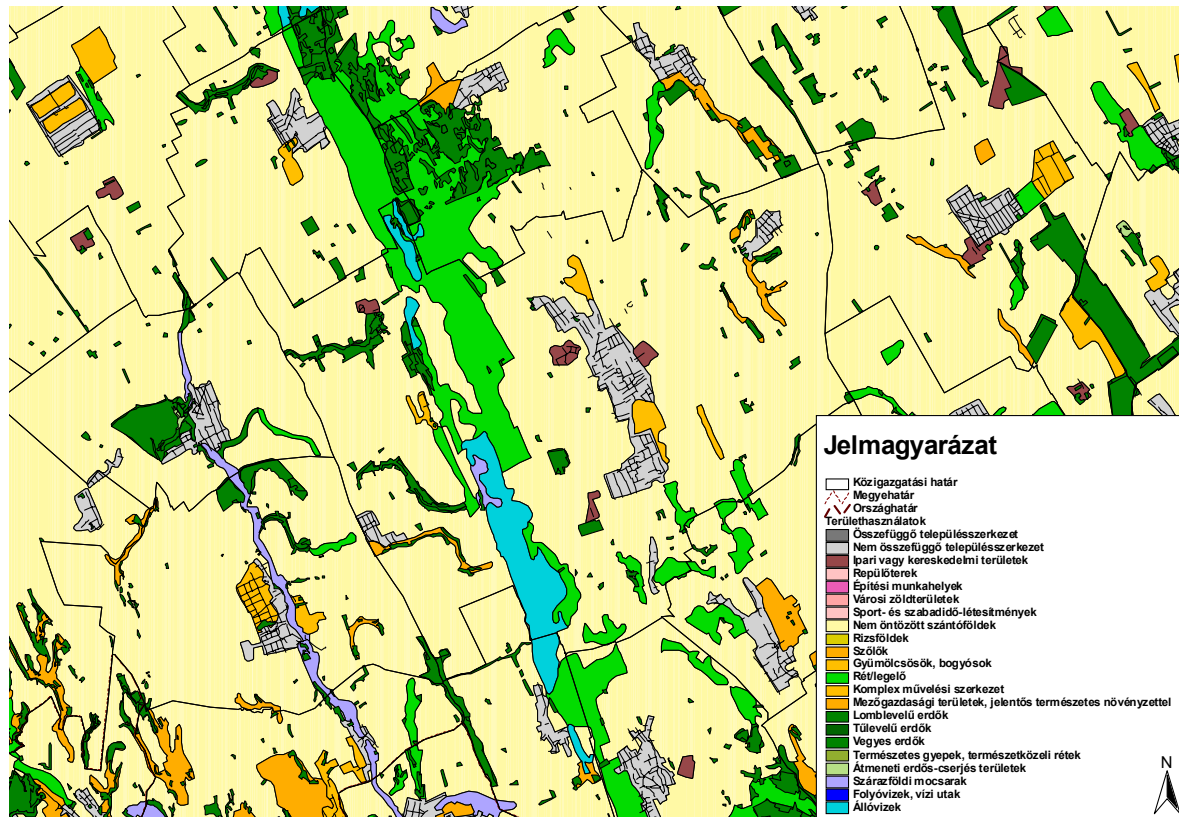 Jelmagyarázat
Közigazgatási határ
Megyehatár
Országhatár
Területhasználatok
Összefüggő településszerkezet
Nem összefüggő településszerkezet
Ipari vagy kereskedelmi területek
Repülőterek
Építési munkahelyek
Városi zöldterületek
Sport- és szabadidő-létesítmények
Nem öntözött szántóföldek
Rizsföldek
Szőlők
Gyümölcsösök, bogyósok
Rét/legelő
Komplex művelési szerkezet
Mezőgazdasági területek, jelentős természetes növényzettel
Lomblevelű erdők
Tűlevelű erdők
Vegyes erdők
Természetes gyepek, természetközeli rétek
Átmeneti erdős-cserjés területek
Szárazföldi mocsarak
Folyóvizek, vízi utak
Állóvizek
N